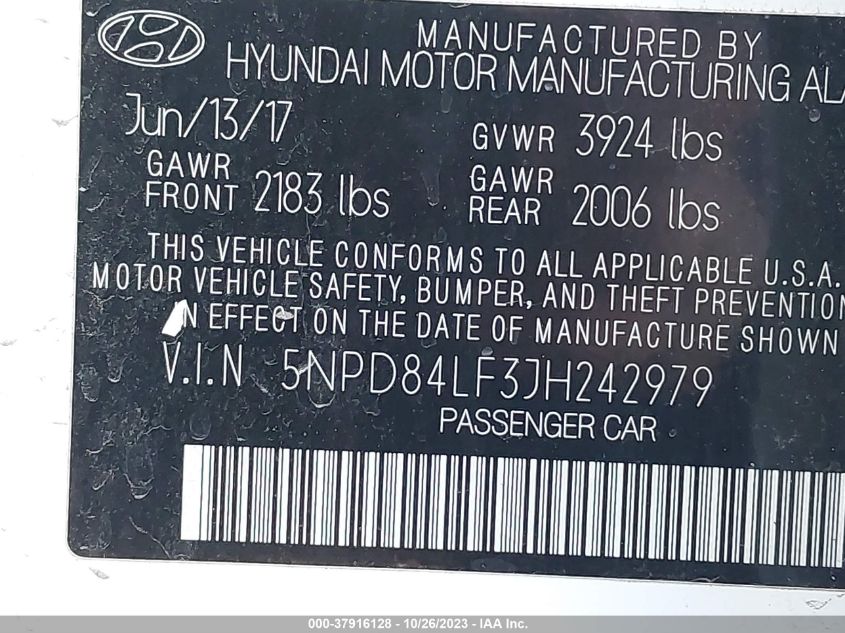 MANUFACTURED BY
HYUNDAI MOTOR MANUFACTURING ALA
Jun/13/17 GVWR 3924 lbs
GAWR FRONT 2183 lbs GAWR REAR 2006 lbs
THIS VEHICLE CONFORMS TO ALL APPLICABLE U.S.A.
MOTOR VEHICLE SAFETY, BUMPER, AND THEFT PREVENTION
IN EFFECT ON THE DATE OF MANUFACTURE SHOWN
V.I.N 5NPD84LF3JH242979
PASSENGER CAR
000-37916128 - 10/26/2023 - IAA Inc.